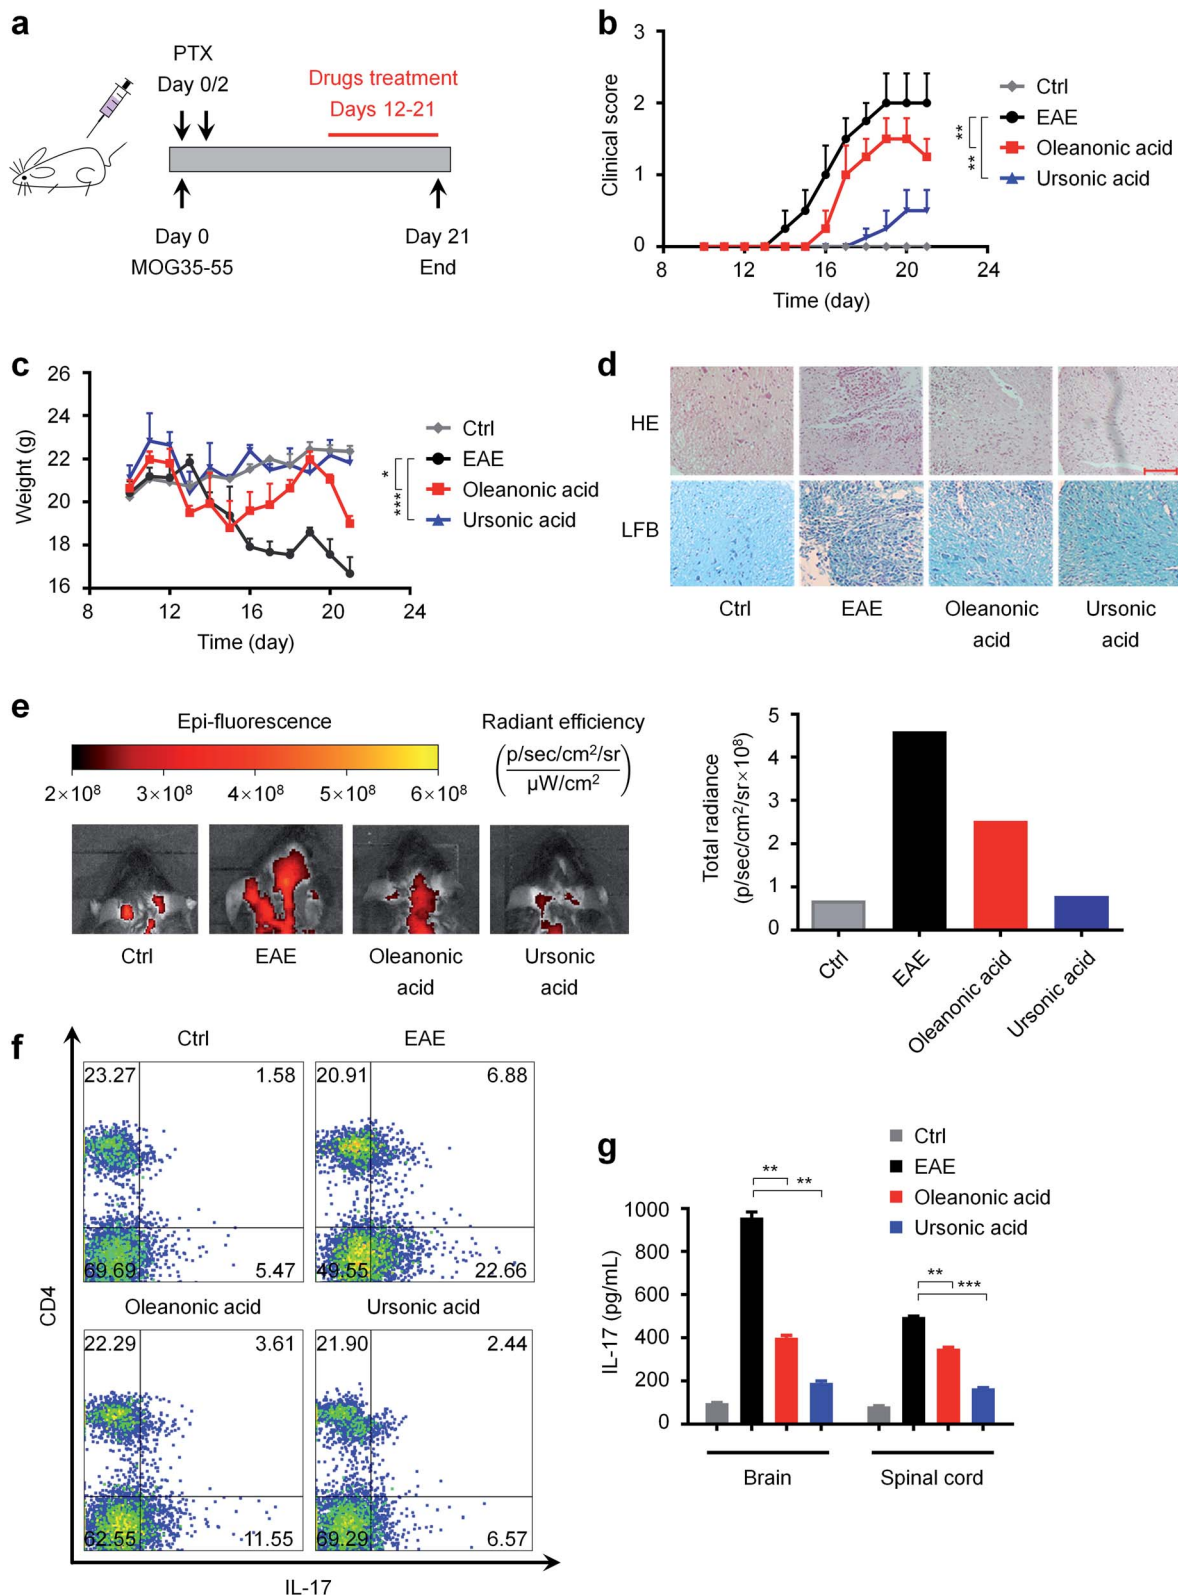 a
PTX
Day 0/2
Drugs treatment
Days 12-21
Day 0
MOG35-55
Day 21
End
b
Clinical score
3
2
1
0
8
12
16
20
24
Time (day)
Ctrl
EAE
Oleanonic acid
Ursonic acid
**
**
c
Weight (g)
26
24
22
20
18
16
8
12
16
20
24
Time (day)
Ctrl
EAE
Oleanonic acid
Ursonic acid
*
***
d
HE
LFB
Ctrl
EAE
Oleanonic
acid
Ursonic
acid
e
Epi-fluorescence
Radiant efficiency
(p/sec/cm²/sr
µW/cm²)
2×10⁸
3×10⁸
4×10⁸
5×10⁸
6×10⁸
Ctrl
EAE
Oleanonic
acid
Ursonic
acid
Total radiance
(p/sec/cm²/sr×10⁸)
5
4
3
2
1
0
Ctrl
EAE
Oleanonic acid
Ursonic acid
f
CD4
Ctrl
23.27
1.58
69.69
5.47
EAE
20.91
6.88
49.55
22.66
Oleanonic acid
22.29
3.61
62.55
11.55
Ursonic acid
21.90
2.44
69.29
6.57
IL-17
g
Ctrl
EAE
Oleanonic acid
Ursonic acid
IL-17 (pg/mL)
1000
800
600
400
200
0
**
**
**
***
Brain
Spinal cord